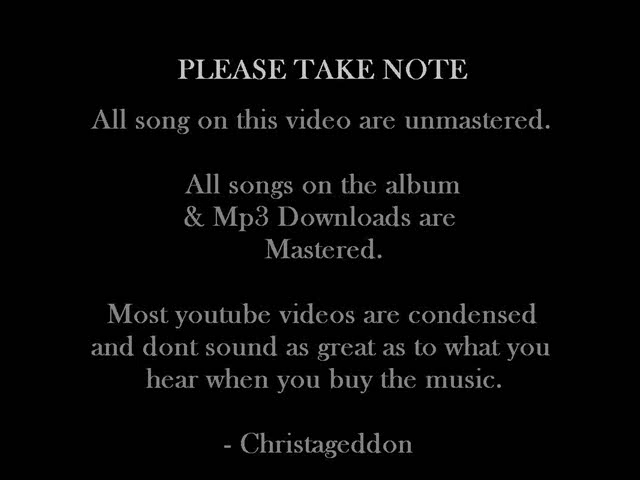 PLEASE TAKE NOTE
All song on this video are unmastered.
All songs on the album
& Mp3 Downloads are
Mastered.
Most youtube videos are condensed
and dont sound as great as to what you
hear when you buy the music.
- Christageddon